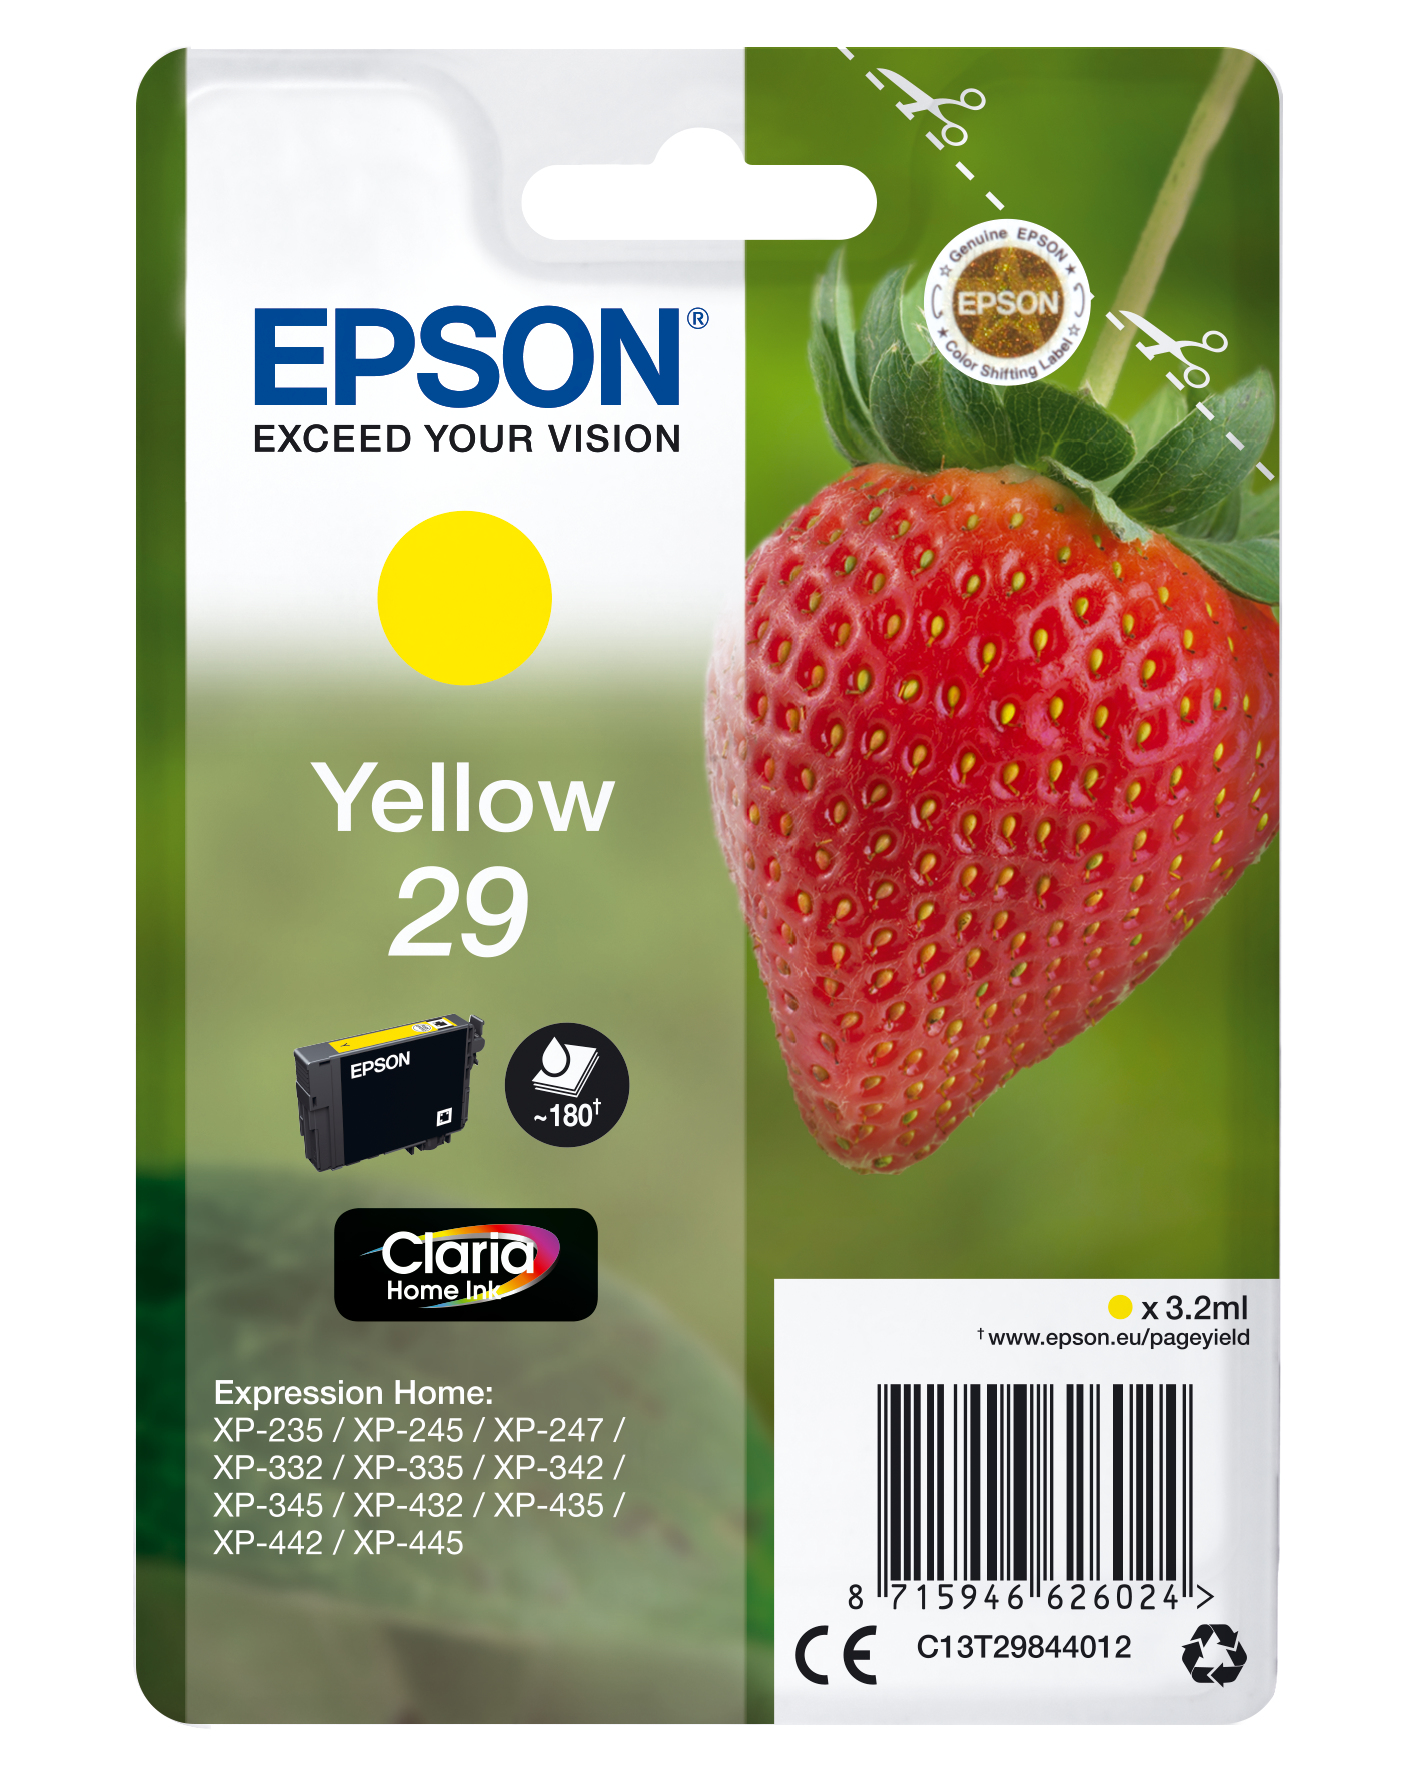 Genuine EPSON
EPSON
Color Shifting Label
EPSON®
EXCEED YOUR VISION
Yellow
29
Y
EPSON
~180†
Claria
Home Ink
x 3.2ml
† www.epson.eu/pageyield
Expression Home:
XP-235 / XP-245 / XP-247 /
XP-332 / XP-335 / XP-342 /
XP-345 / XP-432 / XP-435 /
XP-442 / XP-445
8 715946 626024 >
CE C13T29844012